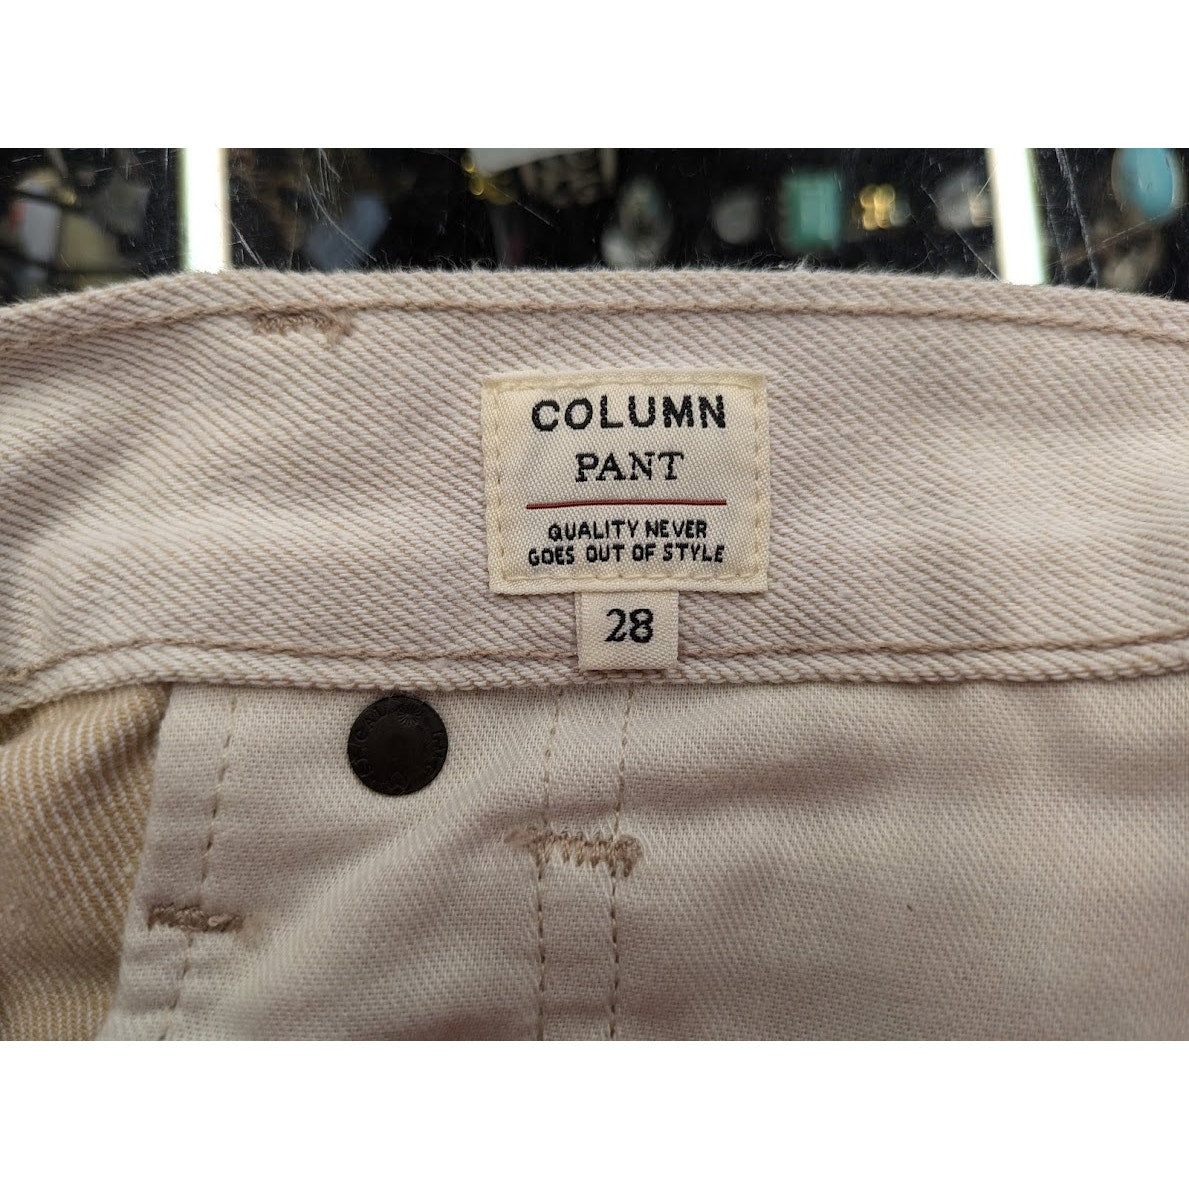 COLUMN
PANT
QUALITY NEVER
GOES OUT OF STYLE
28